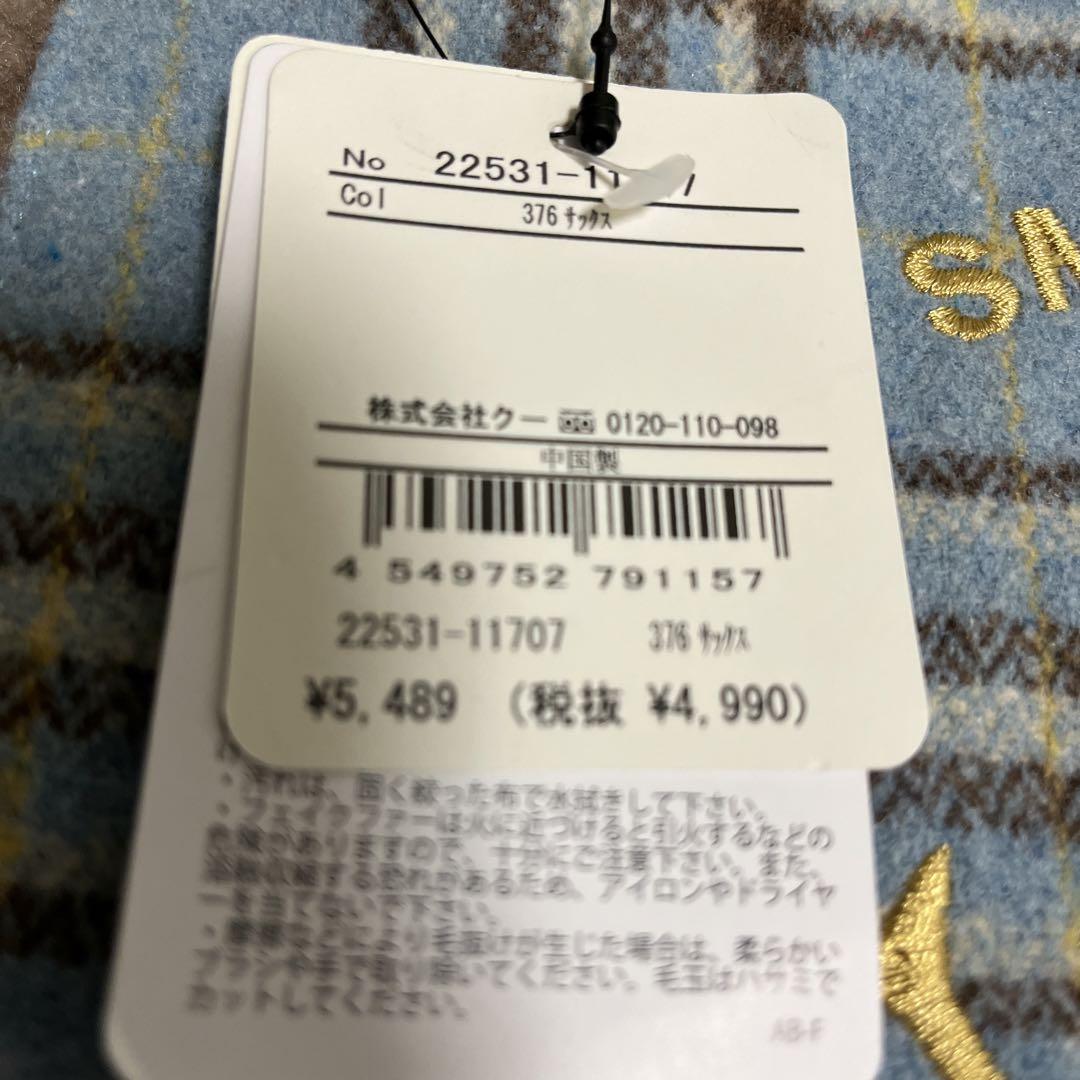 No 22531-11 7
Col 376 ｻｯｸｽ
SA
株式会社クー 0120-110-098
中国製
4 549752 791157
22531-11707 376 ｻｯｸｽ
¥5,489 (税抜 ¥4,990)
・汚れは、固く絞った布で水拭きして下さい。
・フェイクファーは火に近づけると引火するなどの
危険がありますので、十分にご注意下さい。また、
溶融収縮する恐れがあるため、アイロンやドライヤ
ーを当てないで下さい。
・摩擦などにより毛抜けが生じた場合は、柔らかい
ブラシや手で取り除いてください。毛玉はハサミで
カットしてください。
AB-F